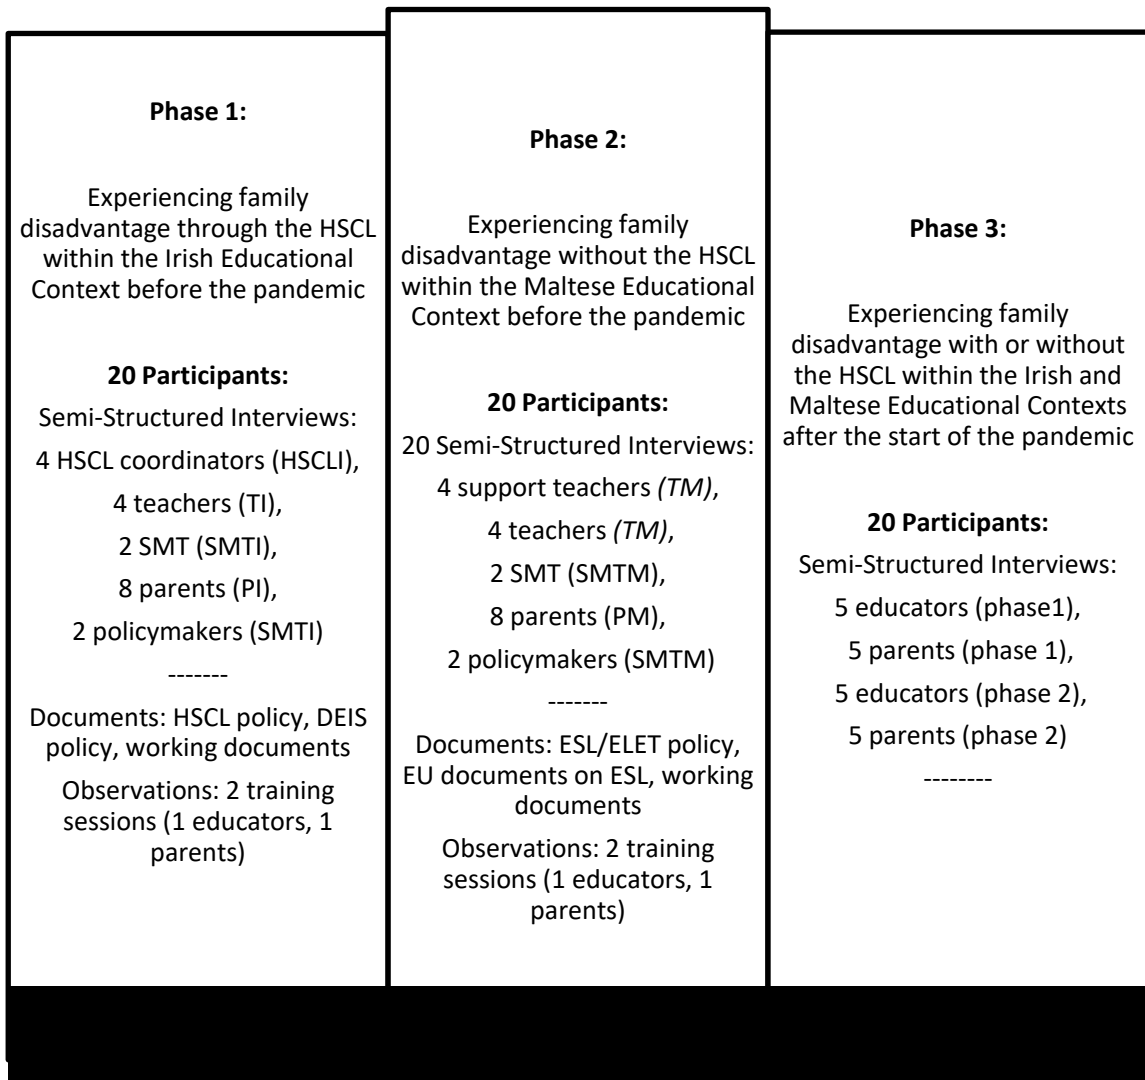 Phase 1:
Experiencing family
disadvantage through the HSCL
within the Irish Educational
Context before the pandemic
20 Participants:
Semi-Structured Interviews:
4 HSCL coordinators (HSCLI),
4 teachers (TI),
2 SMT (SMTI),
8 parents (PI),
2 policymakers (SMTI)
-------
Documents: HSCL policy, DEIS
policy, working documents
Observations: 2 training
sessions (1 educators, 1
parents)
Phase 2:
Experiencing family
disadvantage without the HSCL
within the Maltese Educational
Context before the pandemic
20 Participants:
20 Semi-Structured Interviews:
4 support teachers (TM),
4 teachers (TM),
2 SMT (SMTM),
8 parents (PM),
2 policymakers (SMTM)
-------
Documents: ESL/ELET policy,
EU documents on ESL, working
documents
Observations: 2 training
sessions (1 educators, 1
parents)
Phase 3:
Experiencing family
disadvantage with or without
the HSCL within the Irish and
Maltese Educational Contexts
after the start of the pandemic
20 Participants:
Semi-Structured Interviews:
5 educators (phase1),
5 parents (phase 1),
5 educators (phase 2),
5 parents (phase 2)
--------